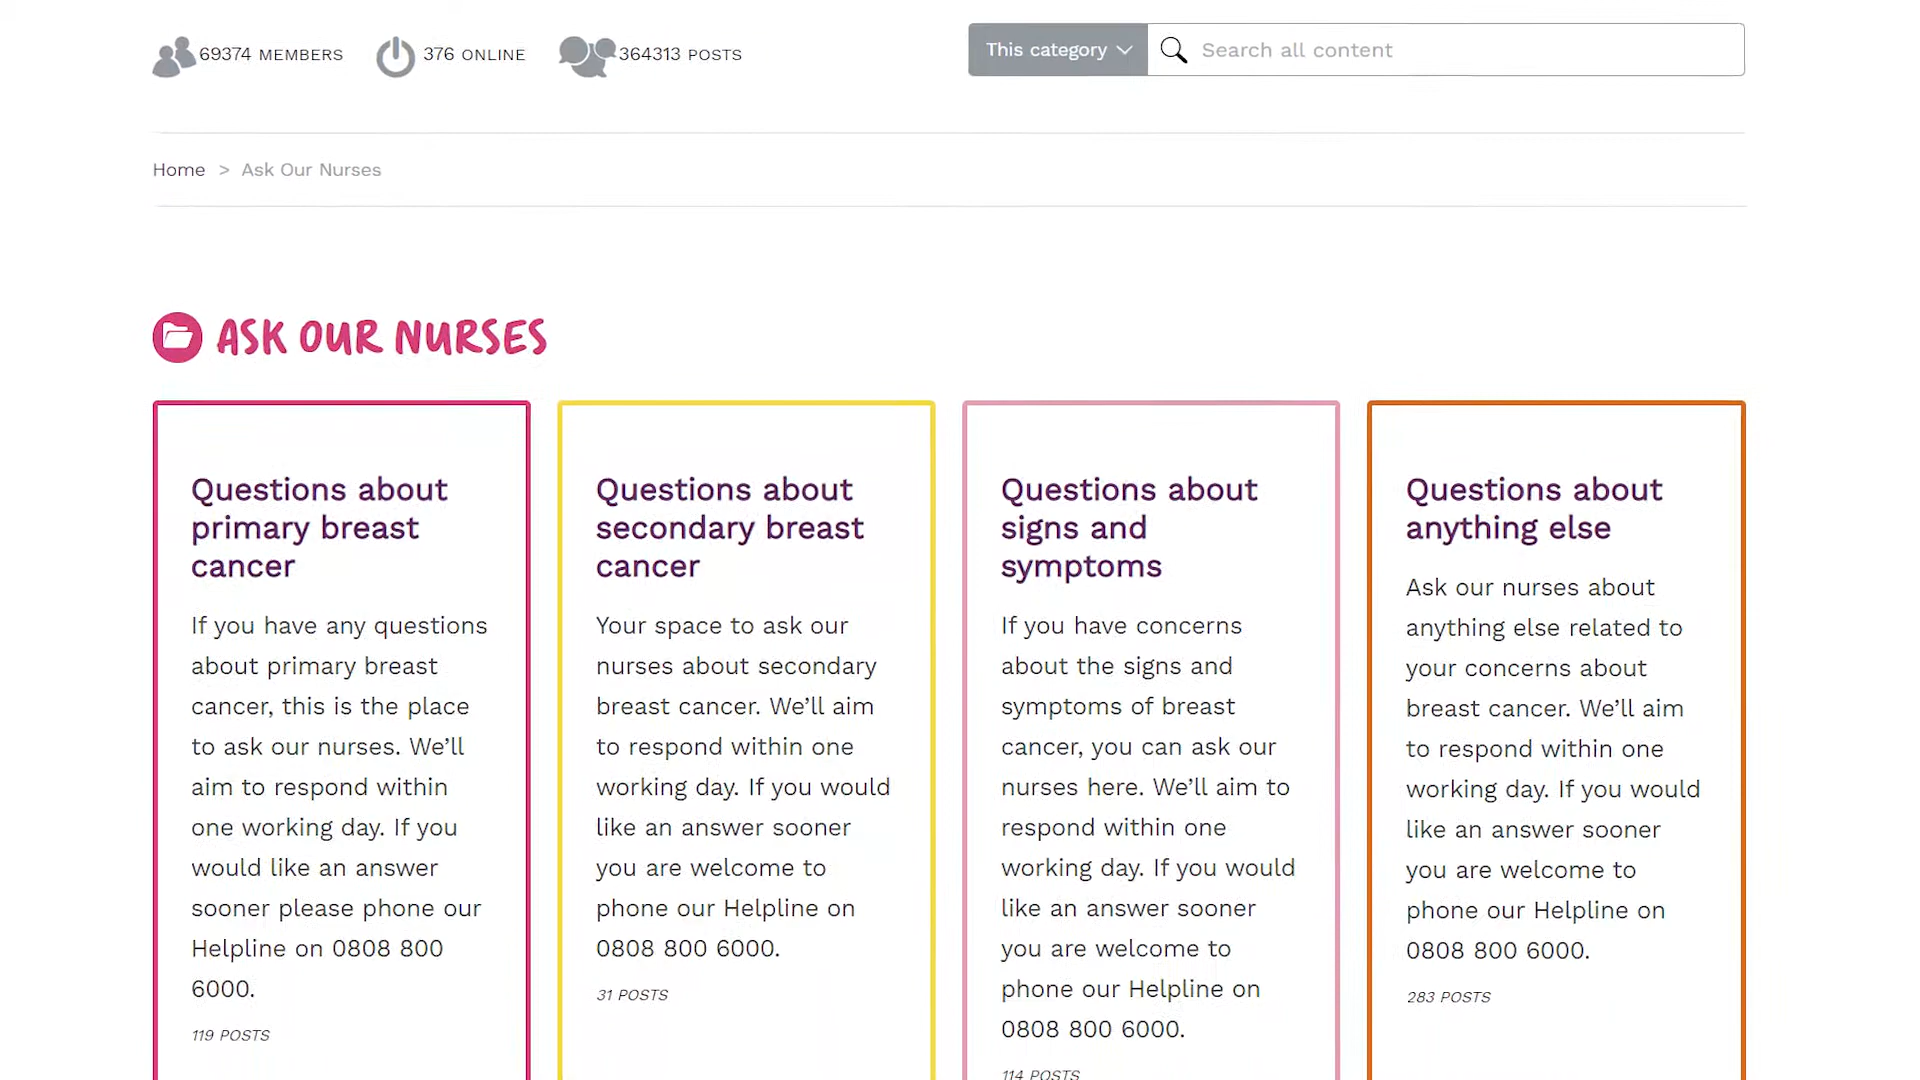 69374 MEMBERS
376 ONLINE
364313 POSTS
This category
Search all content
Home > Ask Our Nurses
ASK OUR NURSES
Questions about
primary breast
cancer
If you have any questions
about primary breast
cancer, this is the place
to ask our nurses. We’ll
aim to respond within
one working day. If you
would like an answer
sooner please phone our
Helpline on 0808 800
6000.
119 POSTS
Questions about
secondary breast
cancer
Your space to ask our
nurses about secondary
breast cancer. We’ll aim
to respond within one
working day. If you would
like an answer sooner
you are welcome to
phone our Helpline on
0808 800 6000.
31 POSTS
Questions about
signs and
symptoms
If you have concerns
about the signs and
symptoms of breast
cancer, you can ask our
nurses here. We’ll aim to
respond within one
working day. If you would
like an answer sooner
you are welcome to
phone our Helpline on
0808 800 6000.
114 POSTS
Questions about
anything else
Ask our nurses about
anything else related to
your concerns about
breast cancer. We’ll aim
to respond within one
working day. If you would
like an answer sooner
you are welcome to
phone our Helpline on
0808 800 6000.
283 POSTS